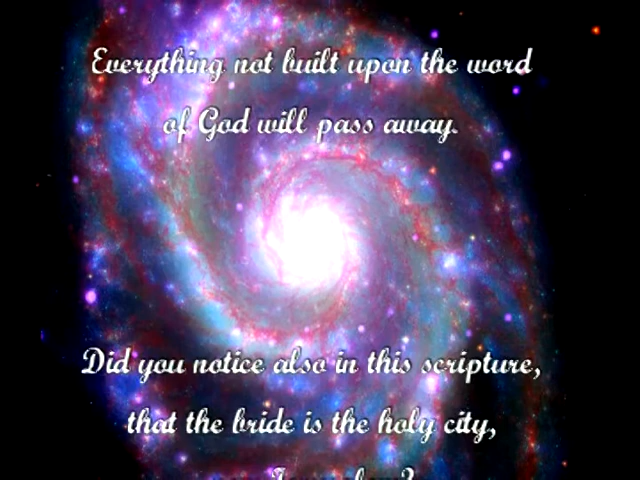 Everything not built upon the word
of God will pass away.
Did you notice also in this scripture,
that the bride is the holy city,